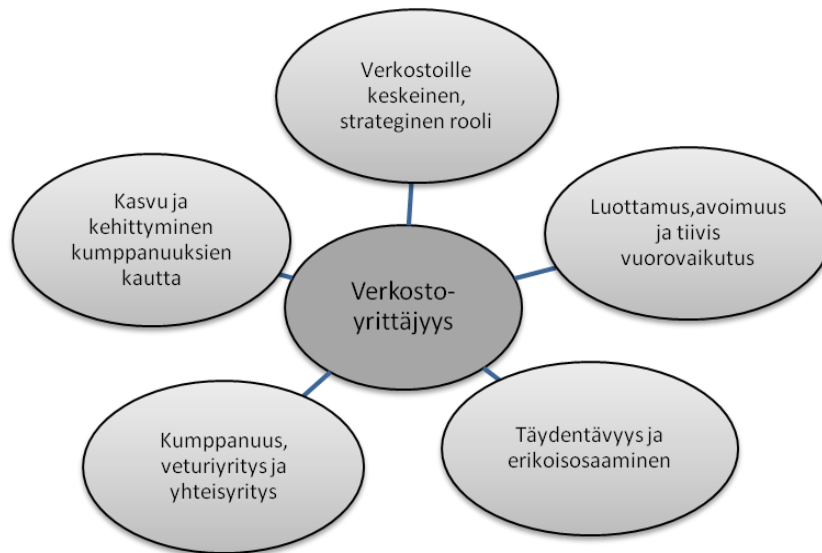 Verkostoille
keskeinen,
strateginen rooli
Kasvu ja
kehittyminen
kumppanuuksien
kautta
Luottamus,avoimuus
ja tiivis
vuorovaikutus
Verkosto-
yrittäjyys
Kumppanuus,
veturiyritys ja
yhteisyritys
Täydentävyys ja
erikoisosaaminen